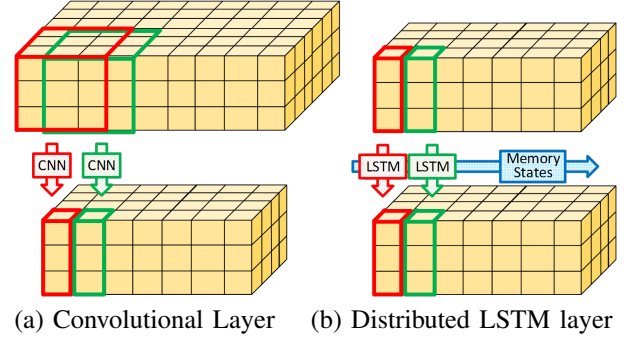 CNN
CNN
LSTM
LSTM
Memory
States
(a) Convolutional Layer
(b) Distributed LSTM layer